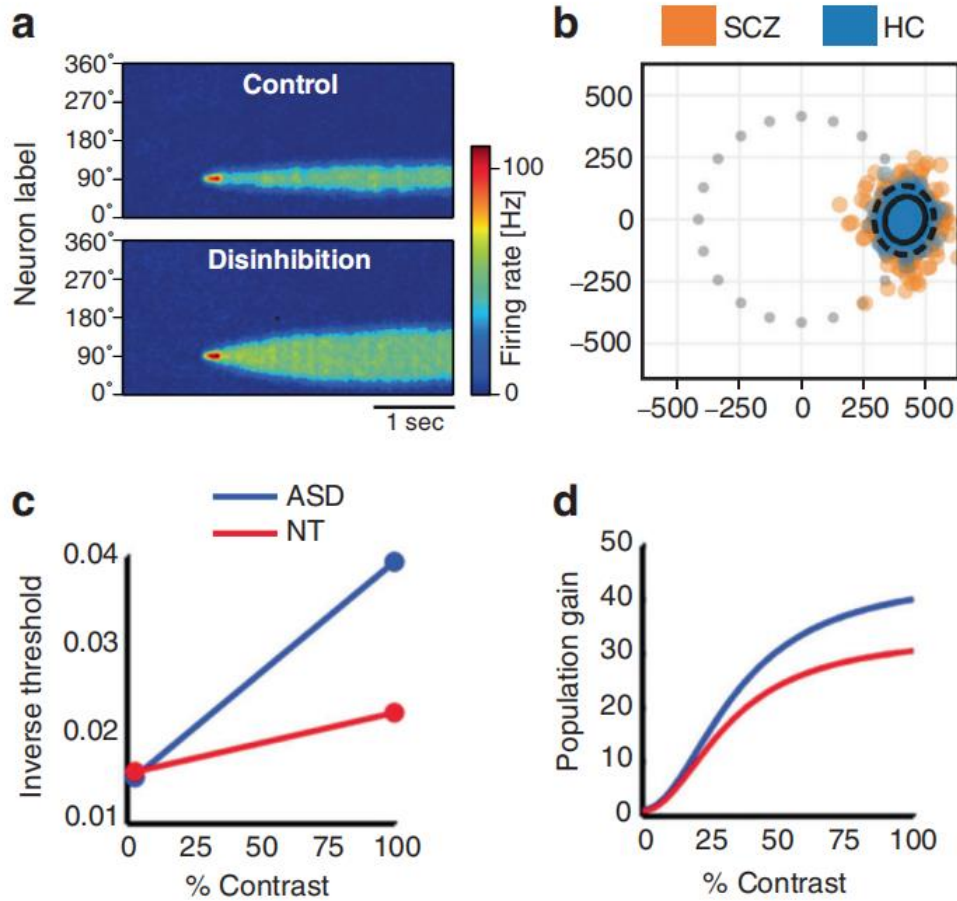 a
360°
270°
180°
90°
0°
Control
360°
270°
180°
90°
0°
Disinhibition
Neuron label
1 sec
100
0
Firing rate [Hz]
b
SCZ
HC
500
250
0
−250
−500
−500
−250
0
250
500
c
ASD
NT
0.04
0.03
0.02
0.01
Inverse threshold
0
25
50
75
100
% Contrast
d
50
40
30
20
10
0
Population gain
0
25
50
75
100
% Contrast